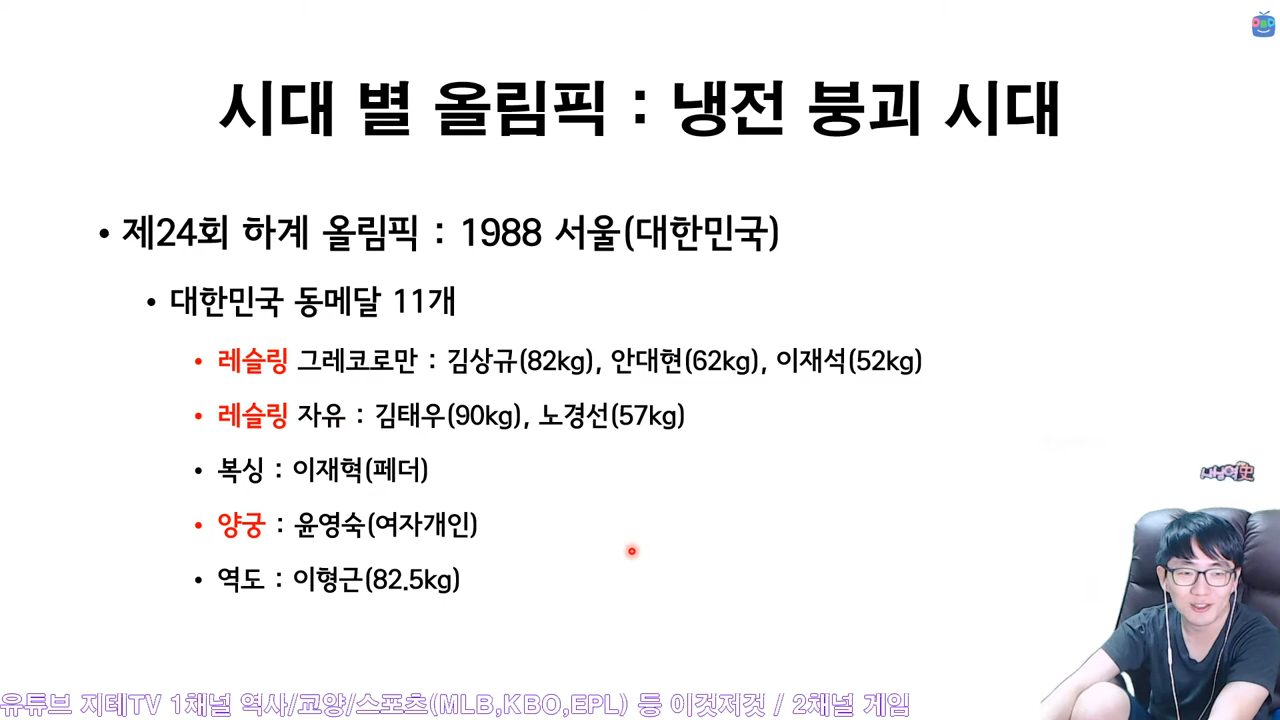 시대 별 올림픽 : 냉전 붕괴 시대
• 제24회 하계 올림픽 : 1988 서울(대한민국)
• 대한민국 동메달 11개
• 레슬링 그레코로만 : 김상규(82kg), 안대현(62kg), 이재석(52kg)
• 레슬링 자유 : 김태우(90kg), 노경선(57kg)
• 복싱 : 이재혁(페더)
• 양궁 : 윤영숙(여자개인)
• 역도 : 이형근(82.5kg)
유튜브 지테TV 1채널 역사/교양/스포츠(MLB,KBO,EPL) 등 이것저것 / 2채널 게임